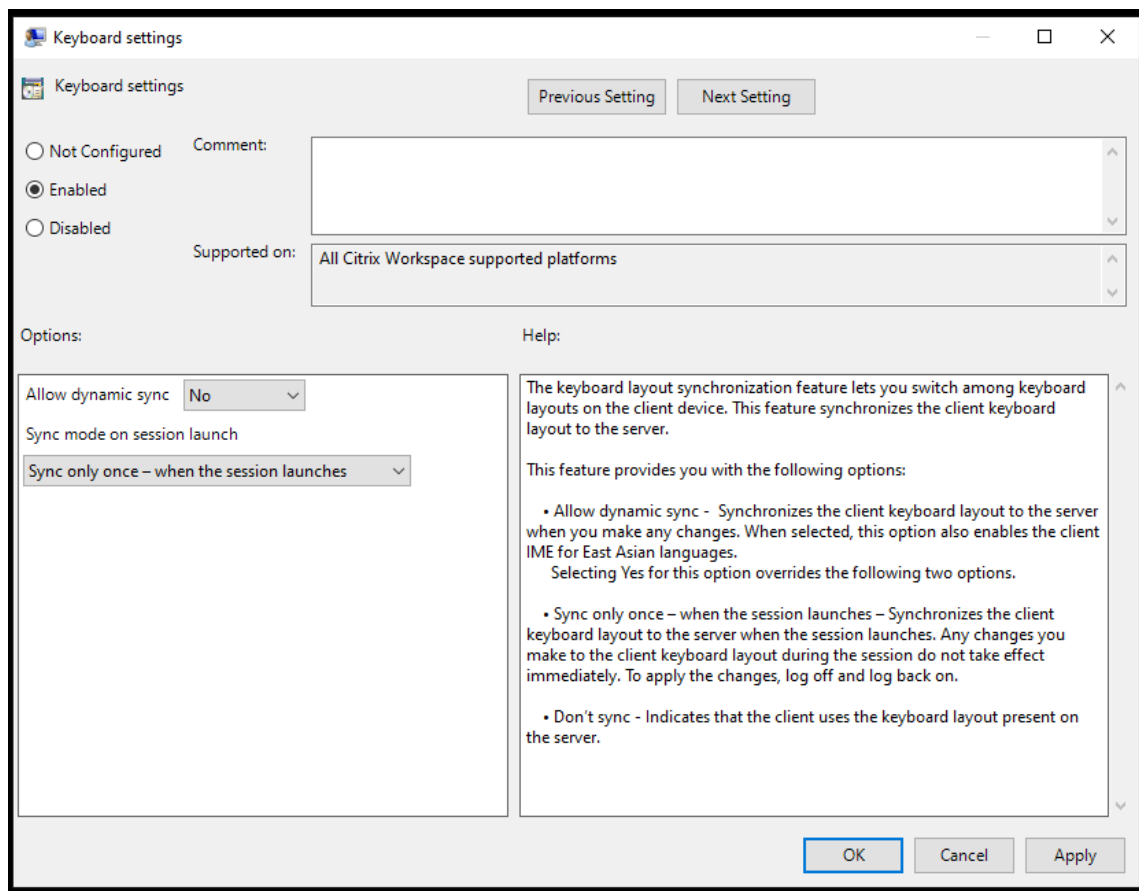 Keyboard settings
Keyboard settings
Previous Setting
Next Setting
Not Configured
Comment:
Enabled
Disabled
Supported on:
All Citrix Workspace supported platforms
Options:
Help:
Allow dynamic sync
No
Sync mode on session launch
Sync only once – when the session launches
The keyboard layout synchronization feature lets you switch among keyboard
layouts on the client device. This feature synchronizes the client keyboard
layout to the server.
This feature provides you with the following options:
• Allow dynamic sync -  Synchronizes the client keyboard layout to the server
when you make any changes. When selected, this option also enables the client
IME for East Asian languages.
Selecting Yes for this option overrides the following two options.
• Sync only once – when the session launches – Synchronizes the client
keyboard layout to the server when the session launches. Any changes you
make to the client keyboard layout during the session do not take effect
immediately. To apply the changes, log off and log back on.
• Don’t sync - Indicates that the client uses the keyboard layout present on
the server.
OK
Cancel
Apply